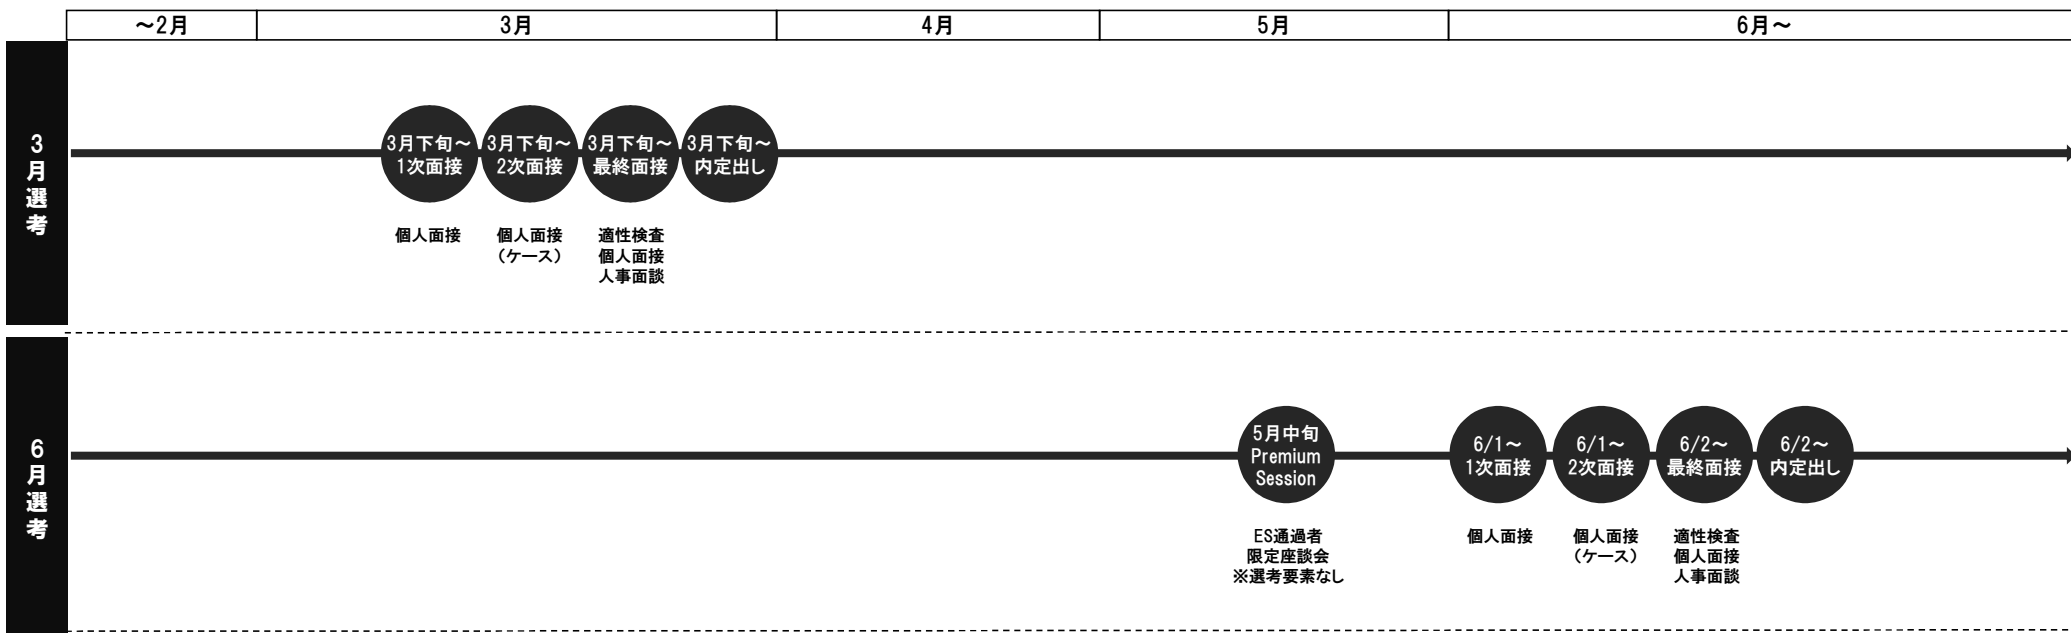 ～2月
3月
4月
5月
6月～
3月選考
3月下旬～
1次面接
3月下旬～
2次面接
3月下旬～
最終面接
3月下旬～
内定出し
個人面接
個人面接
（ケース）
適性検査
個人面接
人事面談
6月選考
5月中旬
Premium
Session
6/1～
1次面接
6/1～
2次面接
6/2～
最終面接
6/2～
内定出し
ES通過者
限定座談会
※選考要素なし
個人面接
個人面接
（ケース）
適性検査
個人面接
人事面談